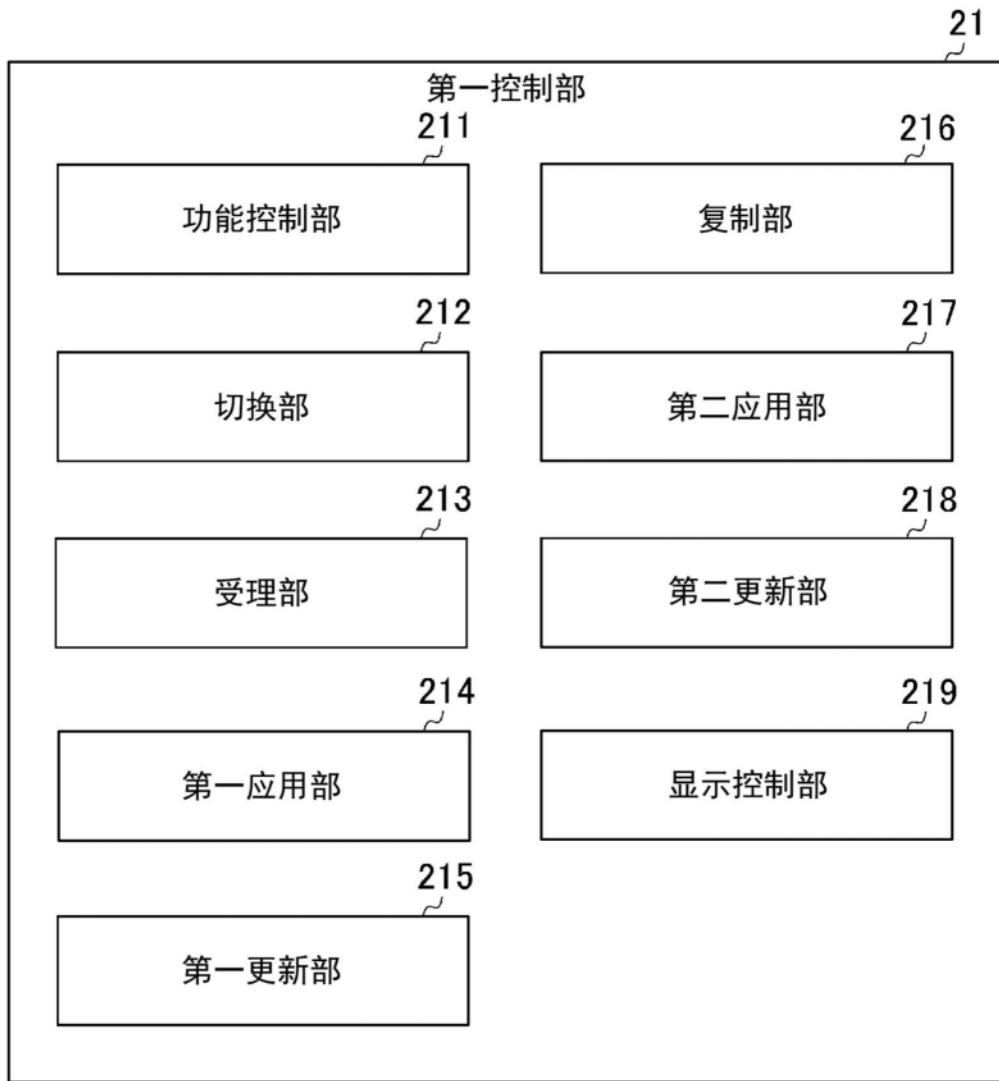 21
第一控制部
211
功能控制部
212
切换部
213
受理部
214
第一应用部
215
第一更新部
216
复制部
217
第二应用部
218
第二更新部
219
显示控制部